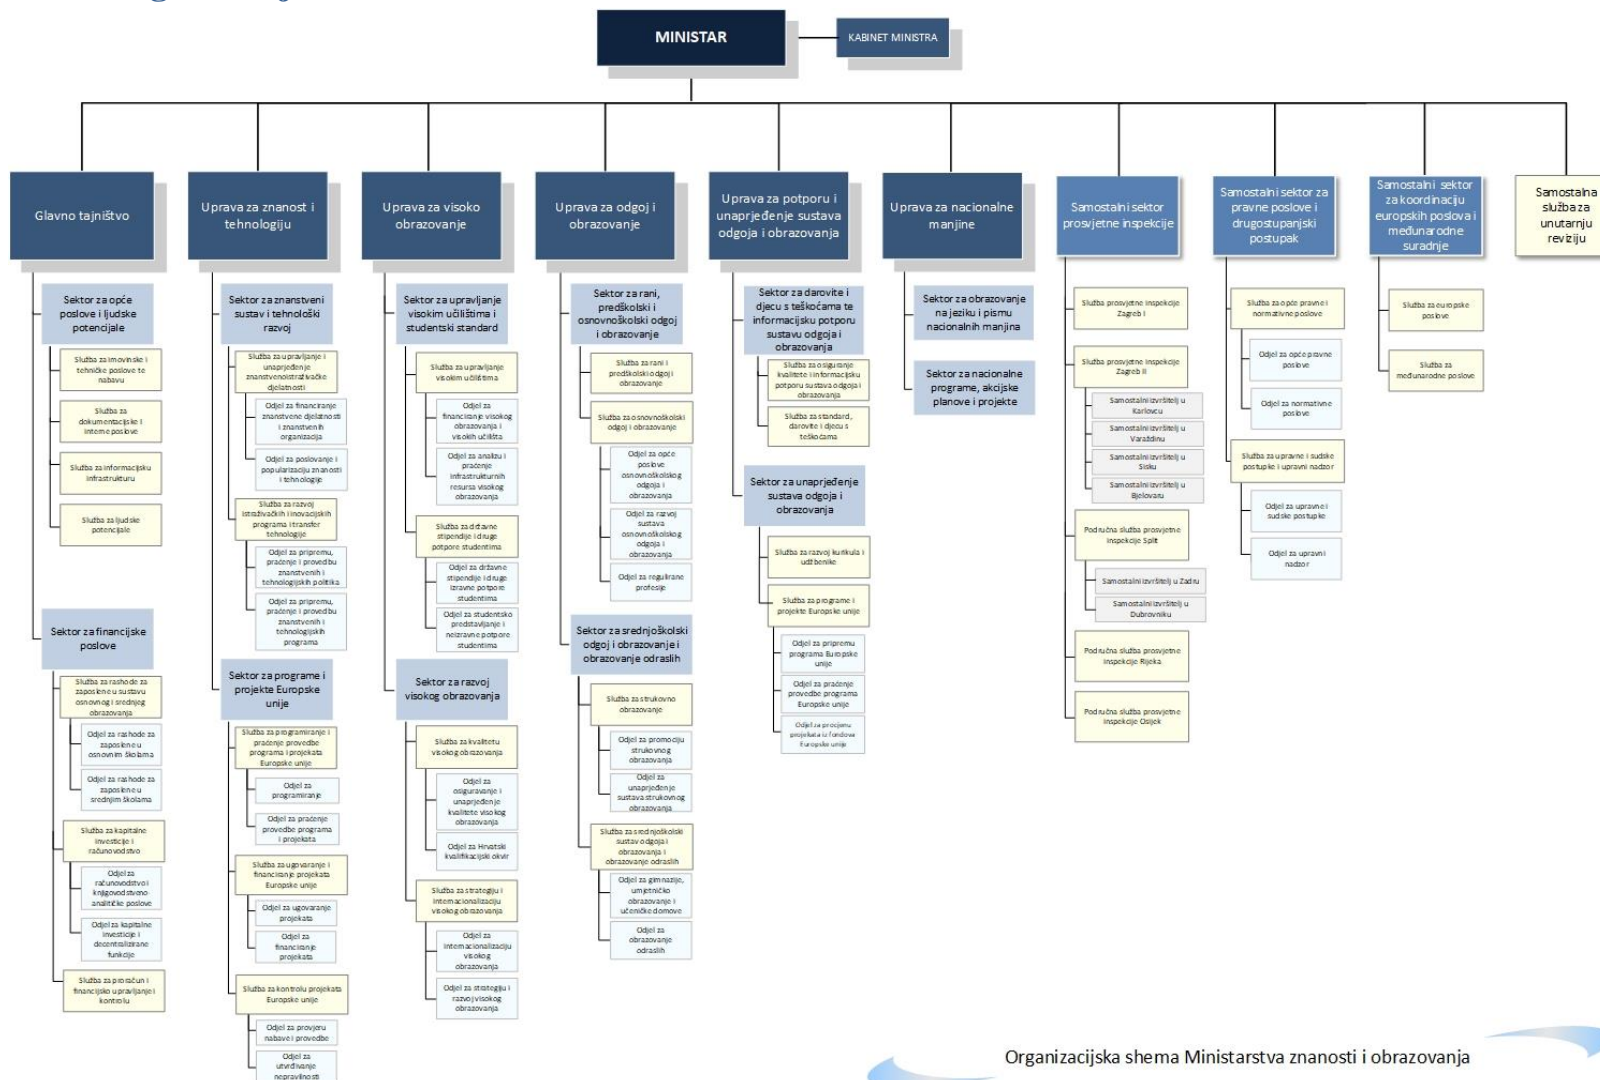 MINISTAR
KABINET MINISTRA
Glavno tajništvo
Sektor za opće
poslove i ljudske
potencijale
Služba za imovinske i
tehničke poslove te
nabavu
Služba za
dokumentacijske i
interne poslove
Služba za informacijsku
infrastrukturu
Služba za ljudske
potencijale
Sektor za financijske
poslove
Služba za rashode za
zaposlene u sustavu
osnovnog i srednjeg
obrazovanja
Odjel za rashode za
zaposlene u
osnovnim školama
Odjel za rashode za
zaposlene u
srednjim školama
Služba za kapitalne
investicije i
računovodstvo
Odjel za
računovodstvo i
knjigovodstveno-
analitičke poslove
Odjel za kapitalne
investicije i
decentralizirane
funkcije
Služba za proračun i
financijsko upravljanje i
kontrolu
Uprava za znanost i
tehnologiju
Sektor za znanstveni
sustav i tehnološki
razvoj
Služba za upravljanje i
unaprjeđenje
znanstvenoistraživačke
djelatnosti
Odjel za financiranje
znanstvene djelatnosti
i znanstvenih
organizacija
Odjel za poslovanje i
popularizaciju znanosti
i tehnologije
Služba za razvoj
istraživačkih i inovacijskih
programa i transfer
tehnologije
Odjel za pripremu,
praćenje i provedbu
znanstvenih i
tehnologijskih politika
Odjel za pripremu,
praćenje i provedbu
znanstvenih i
tehnologijskih
programa
Sektor za programe i
projekte Europske
unije
Služba za programiranje i
praćenje provedbe
programa i projekata
Europske unije
Odjel za
programiranje
Odjel za praćenje
provedbe programa
i projekata
Služba za ugovaranje i
financiranje projekata
Europske unije
Odjel za ugovaranje
projekata
Odjel za
financiranje
projekata
Služba za kontrolu projekata
Europske unije
Odjel za provjeru
nabave i provedbe
Odjel za
utvrđivanje
nepravilnosti
Uprava za visoko
obrazovanje
Sektor za upravljanje
visokim učilištima i
studentski standard
Služba za upravljanje
visokim učilištima
Odjel za
financiranje visokog
obrazovanja i
visokih učilišta
Odjel za analizu i
praćenje
infrastrukturnih
resursa visokog
obrazovanja
Služba za državne
stipendije i druge
potpore studentima
Odjel za državne
stipendije i druge
izravne potpore
studentima
Odjel za studentsko
predstavljanje i
neizravne potpore
studentima
Sektor za razvoj
visokog obrazovanja
Služba za kvalitetu
visokog obrazovanja
Odjel za
osiguravanje i
unaprjeđenje
kvalitete visokog
obrazovanja
Odjel za Hrvatski
kvalifikacijski okvir
Služba za strategiju i
internacionalizaciju
visokog obrazovanja
Odjel za
internacionalizaciju
visokog
obrazovanja
Odjel za strategiju i
razvoj visokog
obrazovanja
Uprava za odgoj i
obrazovanje
Sektor za rani,
predškolski i
osnovnoškolski odgoj
i obrazovanje
Služba za rani i
predškolski odgoj i
obrazovanje
Služba za osnovnoškolski
odgoj i obrazovanje
Odjel za opće
poslove
osnovnoškolskog
odgoja i
obrazovanja
Odjel za razvoj
sustava
osnovnoškolskog
odgoja i
obrazovanja
Odjel za regulirane
profesije
Sektor za srednjoškolski
odgoj i obrazovanje i
obrazovanje odraslih
Služba za strukovno
obrazovanje
Odjel za promociju
strukovnog
obrazovanja
Odjel za
unaprjeđenje
sustava strukovnog
obrazovanja
Služba za srednjoškolski
sustav odgoja i
obrazovanja i
obrazovanje odraslih
Odjel za gimnazije,
umjetničko
obrazovanje i
učeničke domove
Odjel za
obrazovanje
odraslih
Uprava za potporu i
unaprjeđenje sustava
odgoja i obrazovanja
Sektor za darovite i
djecu s teškoćama te
informacijsku potporu
sustavu odgoja i
obrazovanja
Služba za osiguranje
kvalitete i informacijsku
potporu sustava odgoja i
obrazovanja
Služba za standard,
darovite i djecu s
teškoćama
Sektor za unaprjeđenje
sustava odgoja i
obrazovanja
Služba za razvoj kurikula i
udžbenike
Služba za programe i
projekte Europske unije
Odjel za pripremu
programa Europske
unije
Odjel za praćenje
provedbe programa
Europske unije
Odjel za procjenu
projekata iz fondova
Europske unije
Uprava za nacionalne
manjine
Sektor za obrazovanje
na jeziku i pismu
nacionalnih manjina
Sektor za nacionalne
programe, akcijske
planove i projekte
Samostalni sektor
prosvjetne inspekcije
Služba prosvjetne inspekcije
Zagreb I
Služba prosvjetne inspekcije
Zagreb II
Samostalni izvršitelj u
Karlovcu
Samostalni izvršitelj u
Varaždinu
Samostalni izvršitelj u
Sisku
Samostalni izvršitelj u
Bjelovaru
Područna služba prosvjetne
inspekcije Split
Samostalni izvršitelj u Zadru
Samostalni izvršitelj u
Dubrovniku
Područna služba prosvjetne
inspekcije Rijeka
Područna služba prosvjetne
inspekcije Osijek
Samostalni sektor za
pravne poslove i
drugostupanjski
postupak
Služba za opće pravne i
normativne poslove
Odjel za opće pravne
poslove
Odjel za normativne
poslove
Služba za upravne i sudske
postupke i upravni nadzor
Odjel za upravne i
sudske postupke
Odjel za upravni
nadzor
Samostalni sektor
za koordinaciju
europskih poslova i
međunarodne
suradnje
Služba za europske
poslove
Služba za
međunarodne poslove
Samostalna
služba za
unutarnju
reviziju
Organizacijska shema Ministarstva znanosti i obrazovanja